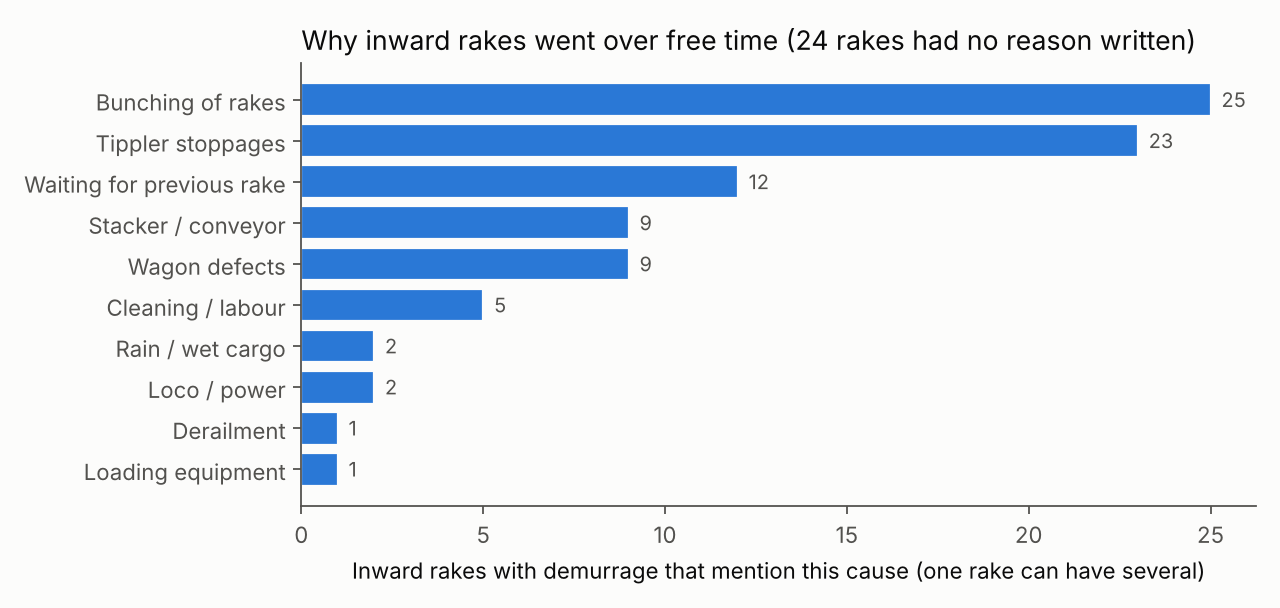 Why inward rakes went over free time (24 rakes had no reason written)
Bunching of rakes 25
Tippler stoppages 23
Waiting for previous rake 12
Stacker / conveyor 9
Wagon defects 9
Cleaning / labour 5
Rain / wet cargo 2
Loco / power 2
Derailment 1
Loading equipment 1
0 5 10 15 20 25
Inward rakes with demurrage that mention this cause (one rake can have several)